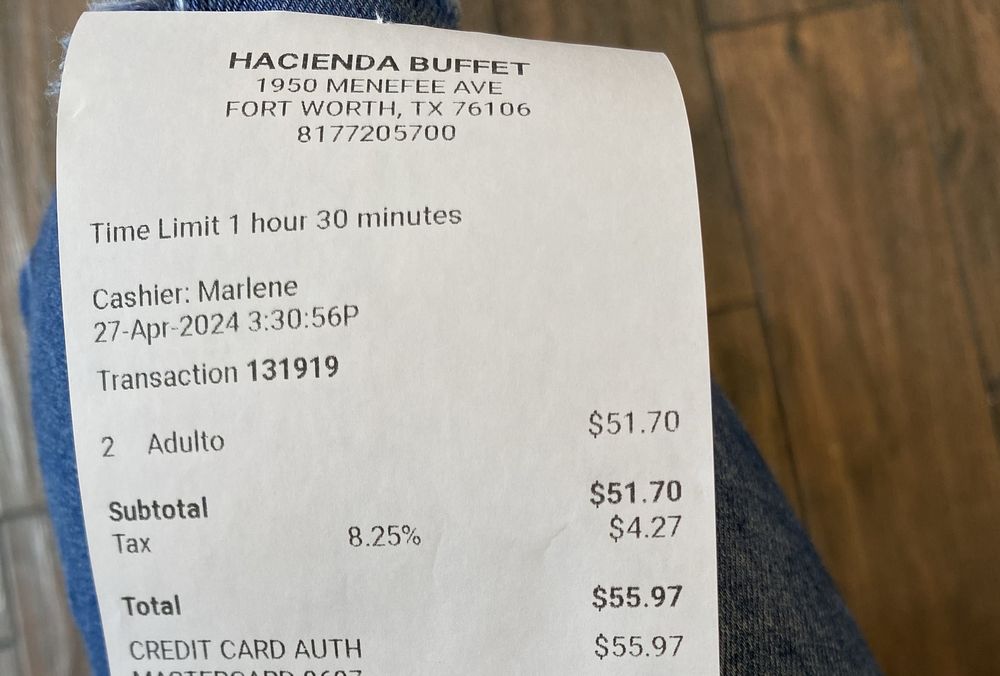 HACIENDA BUFFET
1950 MENEFEE AVE
FORT WORTH, TX 76106
8177205700
Time Limit 1 hour 30 minutes
Cashier: Marlene
27-Apr-2024 3:30:56P
Transaction 131919
2 Adulto $51.70
Subtotal $51.70
Tax 8.25% $4.27
Total $55.97
CREDIT CARD AUTH $55.97
MASTERCARD